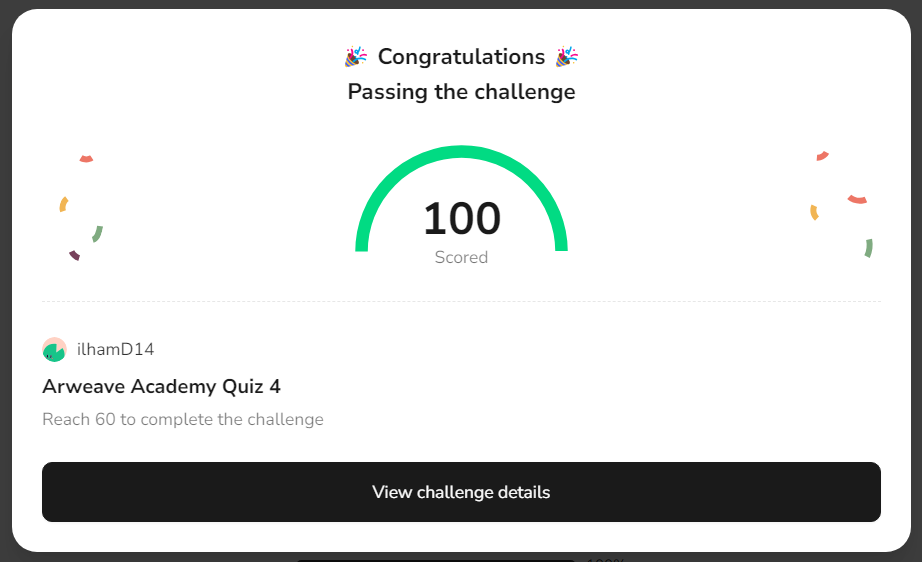 🎉 Congratulations 🎉
Passing the challenge
100
Scored
ilhamD14
Arweave Academy Quiz 4
Reach 60 to complete the challenge
View challenge details